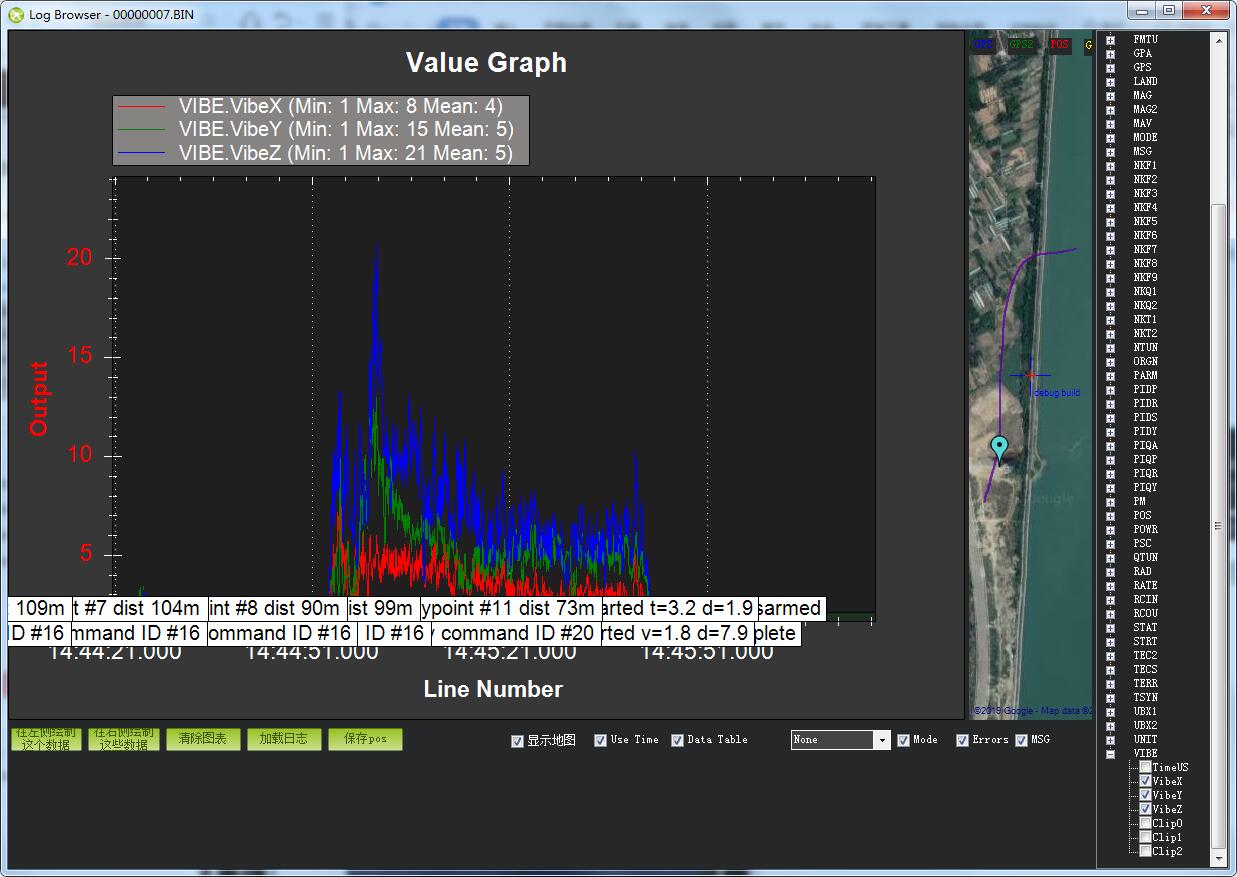 Log Browser - 00000007.BIN
Value Graph
VIBE.VibeX (Min: 1 Max: 8 Mean: 4)
VIBE.VibeY (Min: 1 Max: 15 Mean: 5)
VIBE.VibeZ (Min: 1 Max: 21 Mean: 5)
20
15
10
5
Output
109m t #7 dist 104m int #8 dist 90m ist 99m ypoint #11 dist 73m arted t=3.2 d=1.9 sarmed
ID #16 mmand ID #16 ommand ID #16 ID #16 command ID #20 rted v=1.8 d=7.9 plete
14:44:21.000 14:44:51.000 14:45:21.000 14:45:51.000
Line Number
GPS GPS2 POS G
debug build
Google
©2019 Google - Map data ©2
往左侧绘制
这个数据
往右侧绘制
这些数据
清除图表
加载日志
保存pos
显示地图
Use Time
Data Table
None
Mode
Errors
MSG
FMTU
GPA
GPS
LAND
MAG
MAG2
MAV
MODE
MSG
NKF1
NKF2
NKF3
NKF4
NKF5
NKF6
NKF7
NKF8
NKF9
NKQ1
NKQ2
NKT1
NKT2
NTUN
ORGN
PARM
PIDP
PIDR
PIDS
PIDY
PIQA
PIQP
PIQR
PIQY
PM
POS
POWR
PSC
QTUN
RAD
RATE
RCIN
RCOU
STAT
STRT
TEC2
TECS
TERR
TSYN
UBX1
UBX2
UNIT
VIBE
TimeUS
VibeX
VibeY
VibeZ
Clip0
Clip1
Clip2